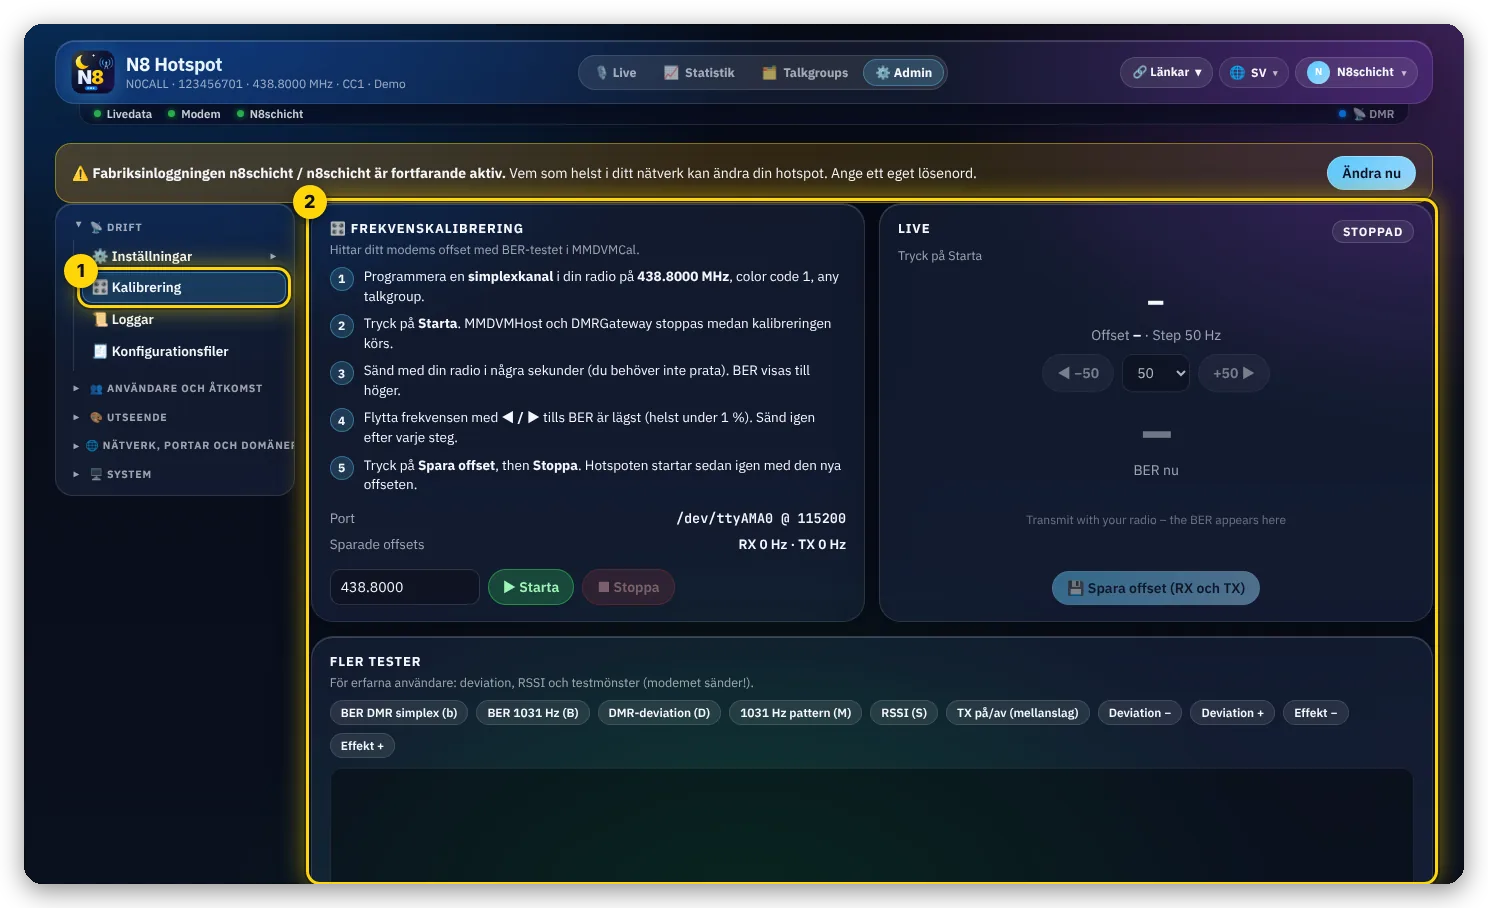 N8 Hotspot
N0CALL · 123456701 · 438.8000 MHz · CC1 · Demo
Live
Statistik
Talkgroups
Admin
Länkar ▾
SV ▾
N
N8schicht ▾
Livedata
Modem
N8schicht
DMR
Fabriksinloggningen n8schicht / n8schicht är fortfarande aktiv. Vem som helst i ditt nätverk kan ändra din hotspot. Ange ett eget lösenord.
Ändra nu
1
2
DRIFT
Inställningar
Kalibrering
Loggar
Konfigurationsfiler
ANVÄNDARE OCH ÅTKOMST
UTSEENDE
NÄTVERK, PORTAR OCH DOMÄNER
SYSTEM
FREKVENSKALIBRERING
Hittar ditt modems offset med BER-testet i MMDVMCal.
1 Programmera en simplexkanal i din radio på 438.8000 MHz, color code 1, any
talkgroup.
2 Tryck på Starta. MMDVMHost och DMRGateway stoppas medan kalibreringen
körs.
3 Sänd med din radio i några sekunder (du behöver inte prata). BER visas till
höger.
4 Flytta frekvensen med ◀ / ▶ tills BER är lägst (helst under 1 %). Sänd igen
efter varje steg.
5 Tryck på Spara offset, then Stoppa. Hotspoten startar sedan igen med den nya
offseten.
Port /dev/ttyAMA0 @ 115200
Sparade offsets RX 0 Hz · TX 0 Hz
438.8000
▶ Starta
■ Stoppa
LIVE
STOPPAD
Tryck på Starta
–
Offset – · Step 50 Hz
◀ −50
50
+50 ▶
–
BER nu
Transmit with your radio – the BER appears here
Spara offset (RX och TX)
FLER TESTER
För erfarna användare: deviation, RSSI och testmönster (modemet sänder!).
BER DMR simplex (b)
BER 1031 Hz (B)
DMR-deviation (D)
1031 Hz pattern (M)
RSSI (S)
TX på/av (mellanslag)
Deviation −
Deviation +
Effekt −
Effekt +